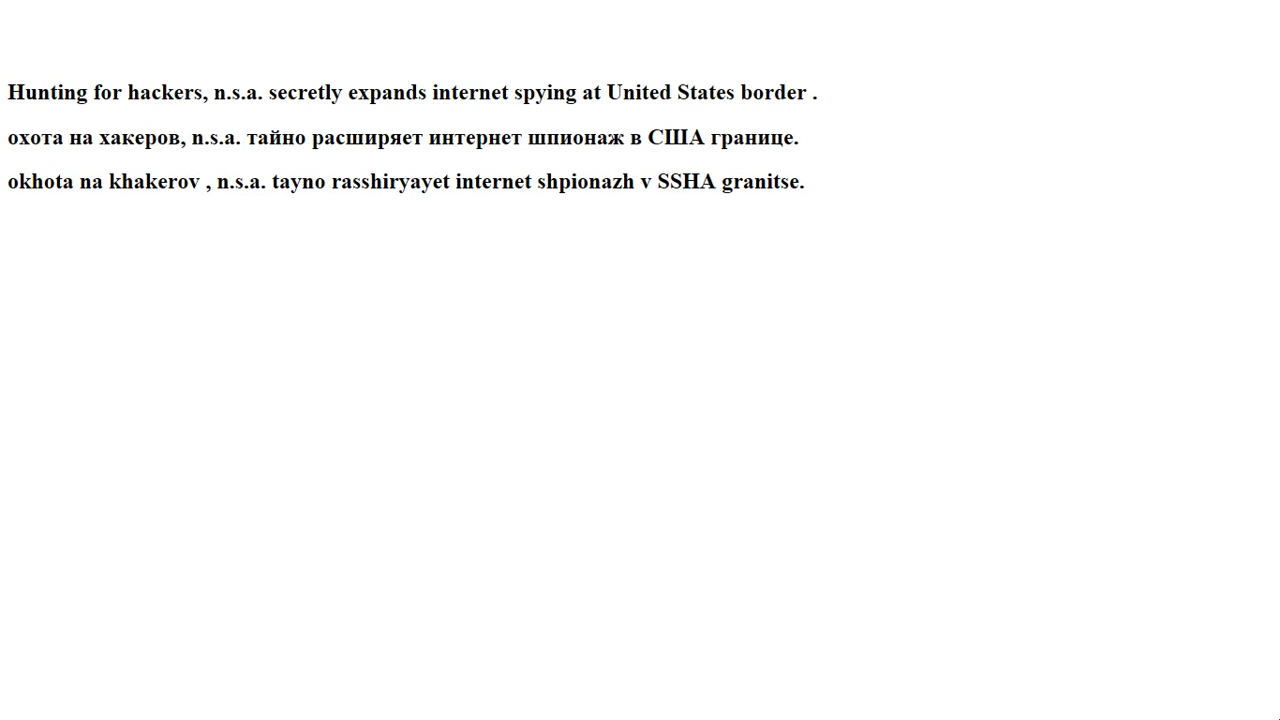 Hunting for hackers, n.s.a. secretly expands internet spying at United States border .
охота на хакеров, n.s.a. тайно расширяет интернет шпионаж в США границе.
okhota na khakerov , n.s.a. tayno rasshiryayet internet shpionazh v SSHA granitse.